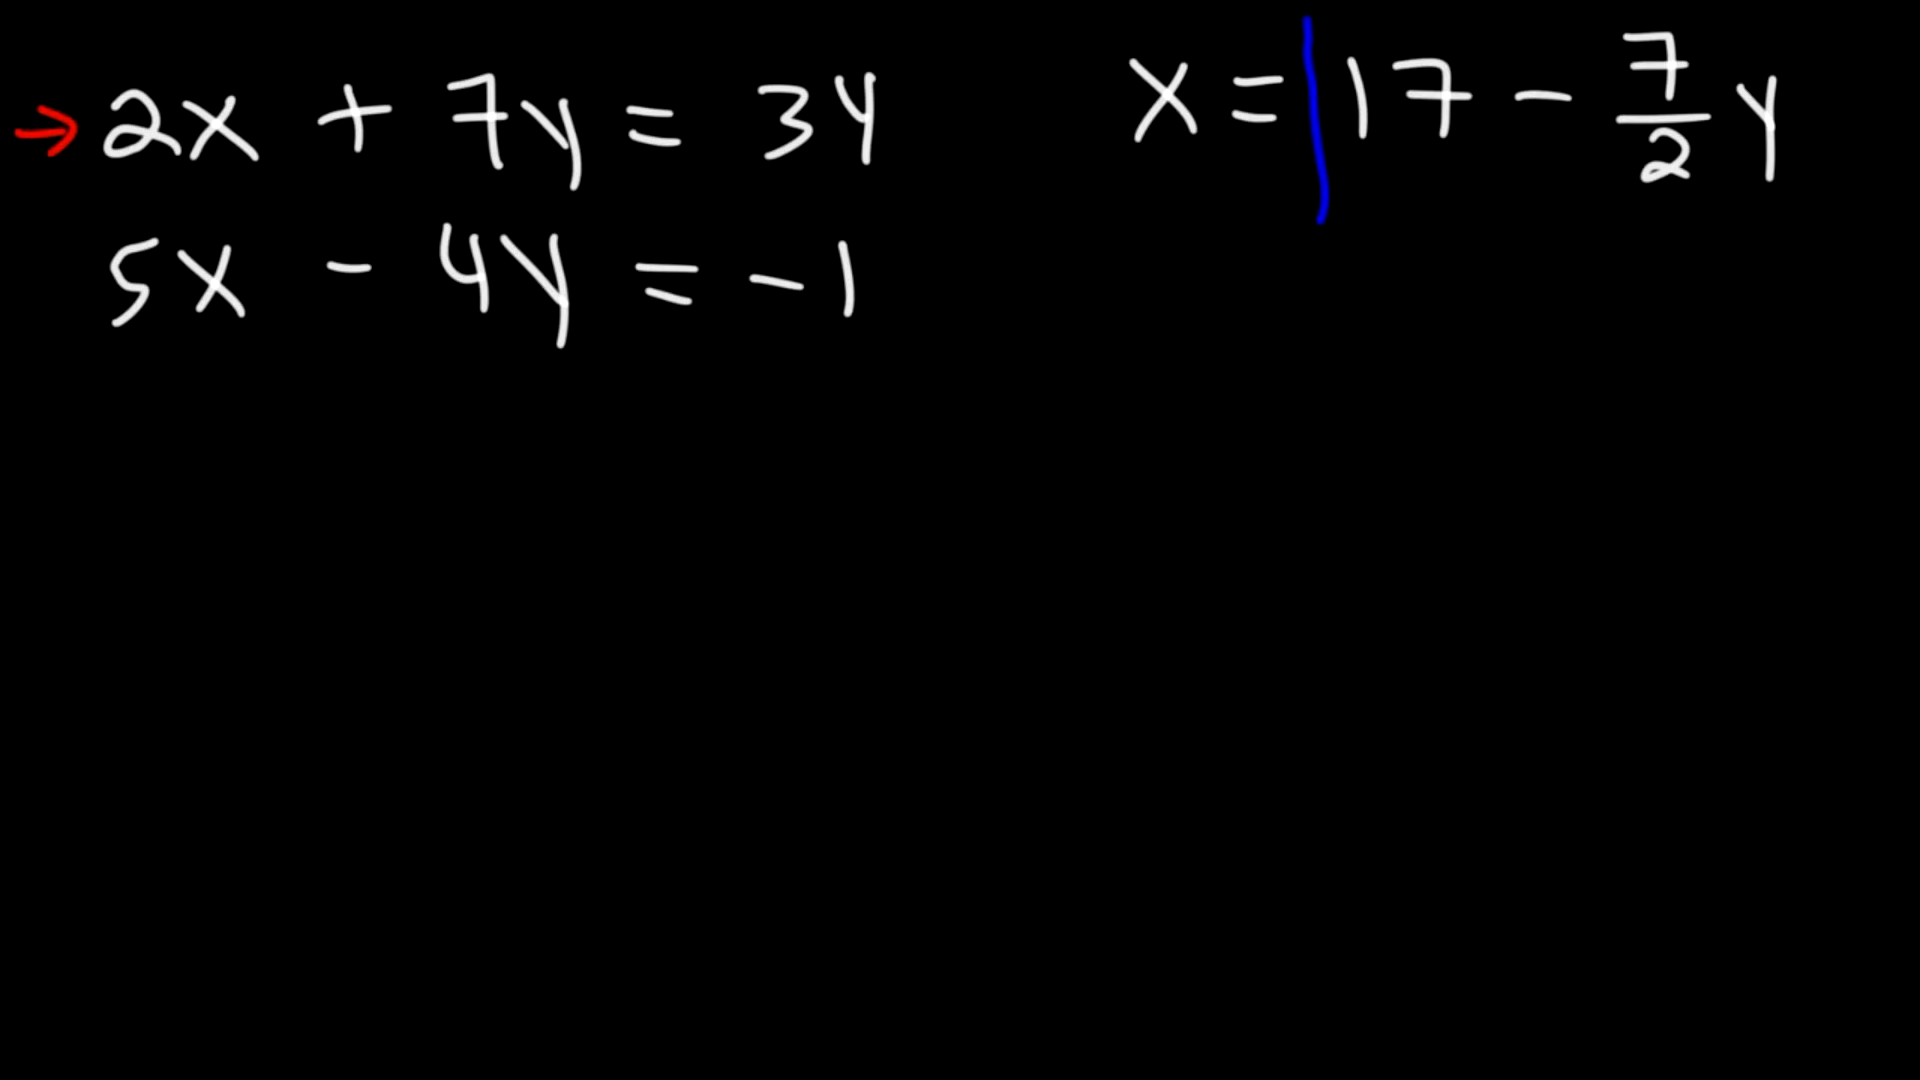 2x + 7y = 34
5x - 4y = -1
x = 17 - 7/2 y